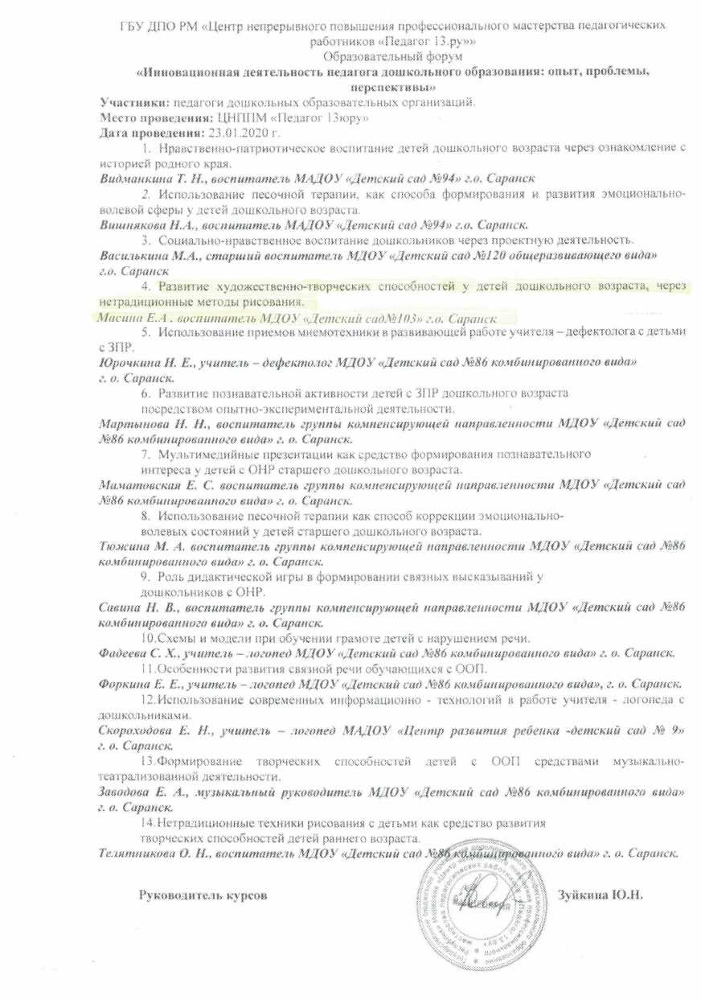 ГБУ ДПО РМ «Центр непрерывного повышения профессионального мастерства педагогических
работников «Педагог 13.ру»»
Образовательный форум
«Инновационная деятельность педагога дошкольного образования: опыт, проблемы,
перспективы»
Участники: педагоги дошкольных образовательных организаций.
Место проведения: ЦНППМ «Педагог 13юру»
Дата проведения: 23.01.2020 г.
1. Нравственно-патриотическое воспитание детей дошкольного возраста через ознакомление с
историей родного края.
Видманкина Т. Н., воспитатель МАДОУ «Детский сад №94» г.о. Саранск
2. Использование песочной терапии, как способа формирования и развития эмоционально-
волевой сферы у детей дошкольного возраста.
Вишнякова Н.А., воспитатель МАДОУ «Детский сад №94» г.о. Саранск.
3. Социально-нравственное воспитание дошкольников через проектную деятельность.
Василькина М.А., старший воспитатель МДОУ «Детский сад №120 общеразвивающего вида»
г.о. Саранск
4. Развитие художественно-творческих способностей у детей дошкольного возраста, через
нетрадиционные методы рисования.
Масина Е.А . воспитатель МДОУ «Детский сад№103» г.о. Саранск
5. Использование приемов мнемотехники в развивающей работе учителя – дефектолога с детьми
с ЗПР.
Юрочкина Н. Е., учитель – дефектолог МДОУ «Детский сад №86 комбинированного вида»
г. о. Саранск.
6. Развитие познавательной активности детей с ЗПР дошкольного возраста
посредством опытно-экспериментальной деятельности.
Мартынова Н. Н., воспитатель группы компенсирующей направленности МДОУ «Детский сад
№86 комбинированного вида» г. о. Саранск.
7. Мультимедийные презентации как средство формирования познавательного
интереса у детей с ОНР старшего дошкольного возраста.
Маматовская Е. С. воспитатель группы компенсирующей направленности МДОУ «Детский сад
№86 комбинированного вида» г. о. Саранск.
8. Использование песочной терапии как способ коррекции эмоционально-
волевых состояний у детей старшего дошкольного возраста.
Тюжина М. А. воспитатель группы компенсирующей направленности МДОУ «Детский сад №86
комбинированного вида» г. о. Саранск.
9. Роль дидактической игры в формировании связных высказываний у
дошкольников с ОНР.
Савина Н. В., воспитатель группы компенсирующей направленности МДОУ «Детский сад №86
комбинированного вида» г. о. Саранск.
10.Схемы и модели при обучении грамоте детей с нарушением речи.
Фадеева С. Х., учитель – логопед МДОУ «Детский сад №86 комбинированного вида» г. о. Саранск.
11.Особенности развития связной речи обучающихся с ООП.
Форкина Е. Е., учитель – логопед МДОУ «Детский сад №86 комбинированного вида», г. о. Саранск.
12.Использование современных информационно - технологий в работе учителя - логопеда с
дошкольниками.
Скороходова Е. Н., учитель – логопед МАДОУ «Центр развития ребенка -детский сад № 9»
г. о. Саранск.
13.Формирование творческих способностей детей с ООП средствами музыкально-
театрализованной деятельности.
Заводова Е. А., музыкальный руководитель МДОУ «Детский сад №86 комбинированного вида»
г. о. Саранск.
14.Нетрадиционные техники рисования с детьми как средство развития
творческих способностей детей раннего возраста.
Телятникова О. Н., воспитатель МДОУ «Детский сад №86 комбинированного вида» г. о. Саранск.
Руководитель курсов Зуйкина Ю.Н.